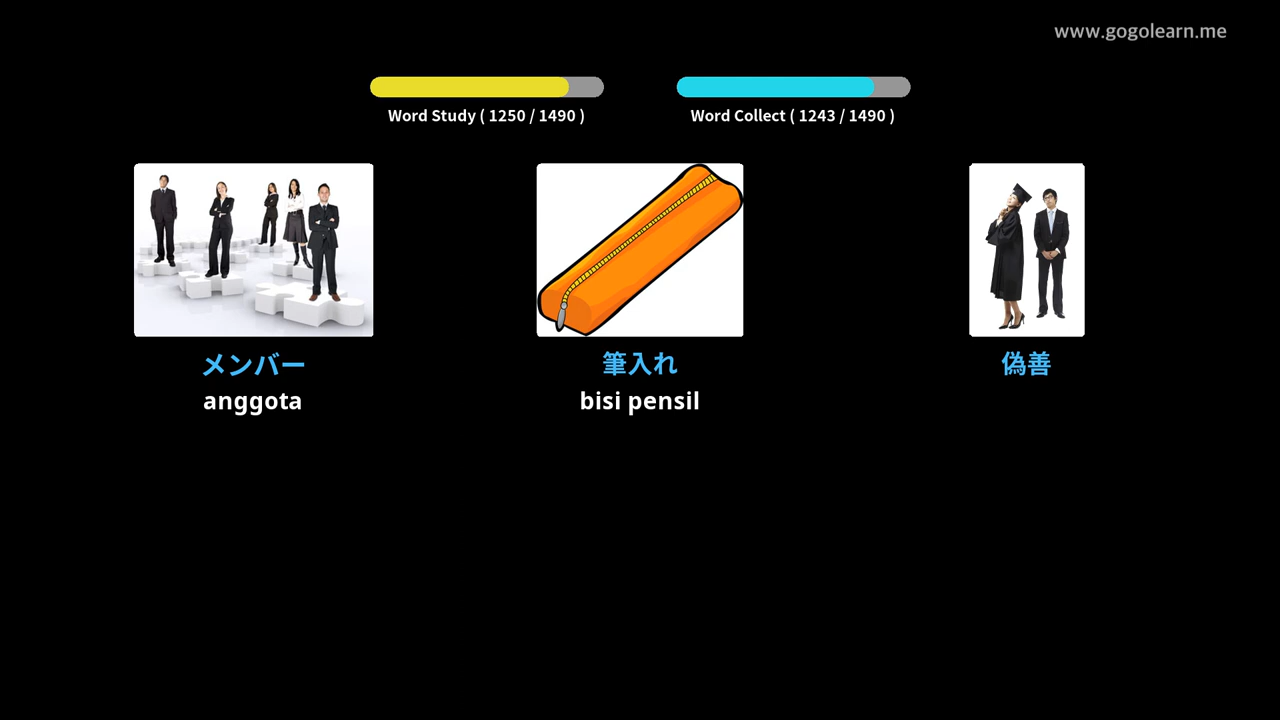 www.gogolearn.me
Word Study ( 1250 / 1490 )
Word Collect ( 1243 / 1490 )
メンバー
anggota
筆入れ
bisi pensil
偽善